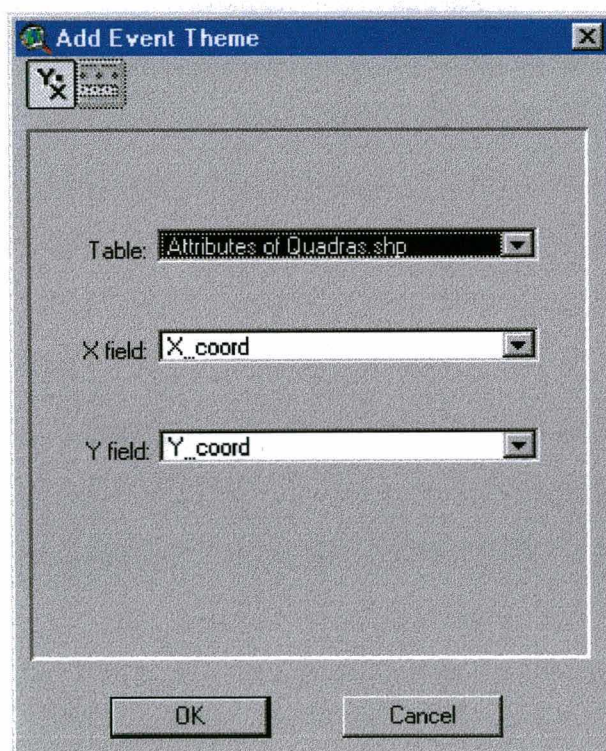 Add Event Theme
Y
X
Table: Attributes of Quadras.shp
X field: X_coord
Y field: Y_coord
OK
Cancel